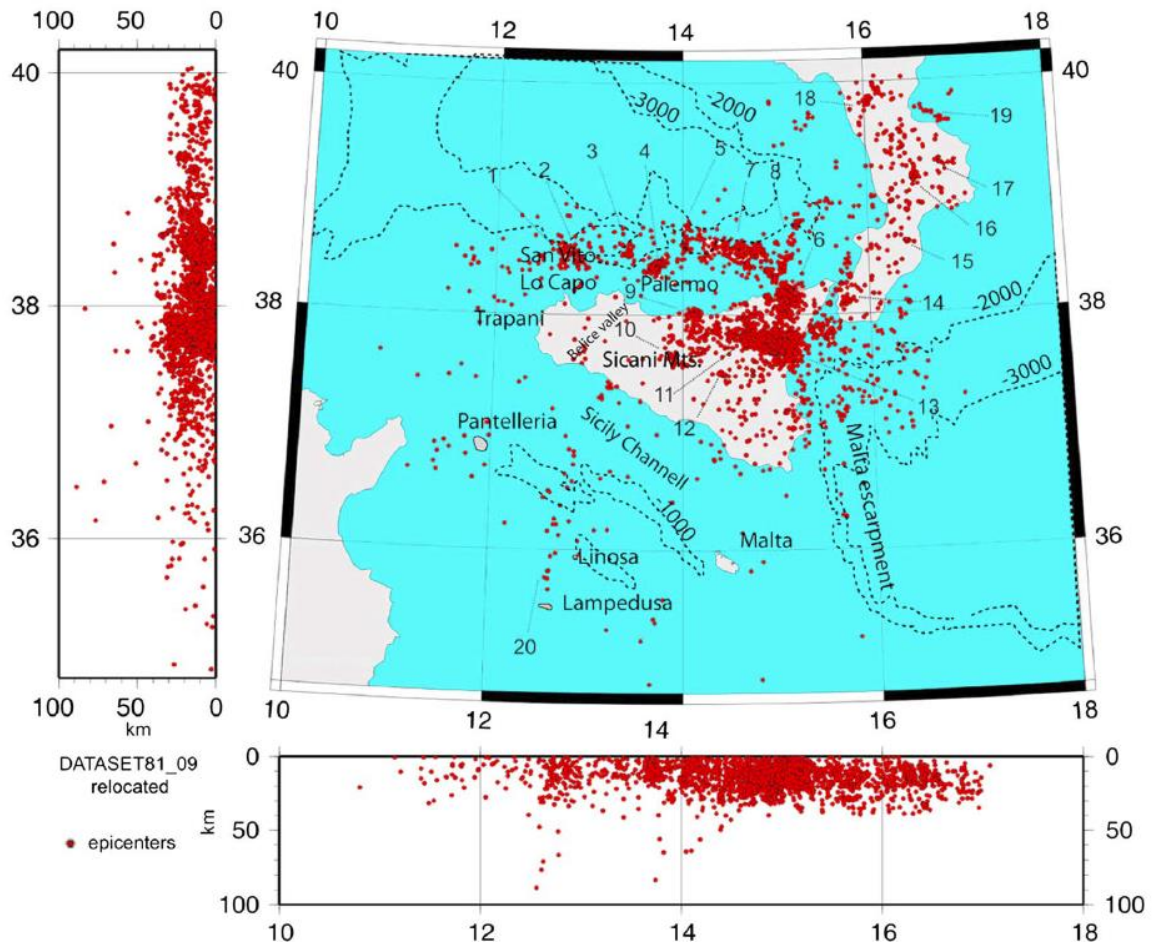 100 50 0
10 12 14 16 18
40
40 40
-3000 -2000
18 19
1 2 3 4 5 7 8
17
16
6
15
San Vito
Lo Capo
Palermo
9
14
38
38 38
-2000
Trapani
Belice valley
10
Sicani Mts.
-3000
11
13
12
Pantelleria
Sicily Channell
Malta escarpment
1000
36
36 36
Malta
Linosa
Lampedusa
20
100 50 0
km
10 12 14 16 18
DATASET81_09
relocated
epicenters
0 0
km
50 50
100 100
10 12 14 16 18